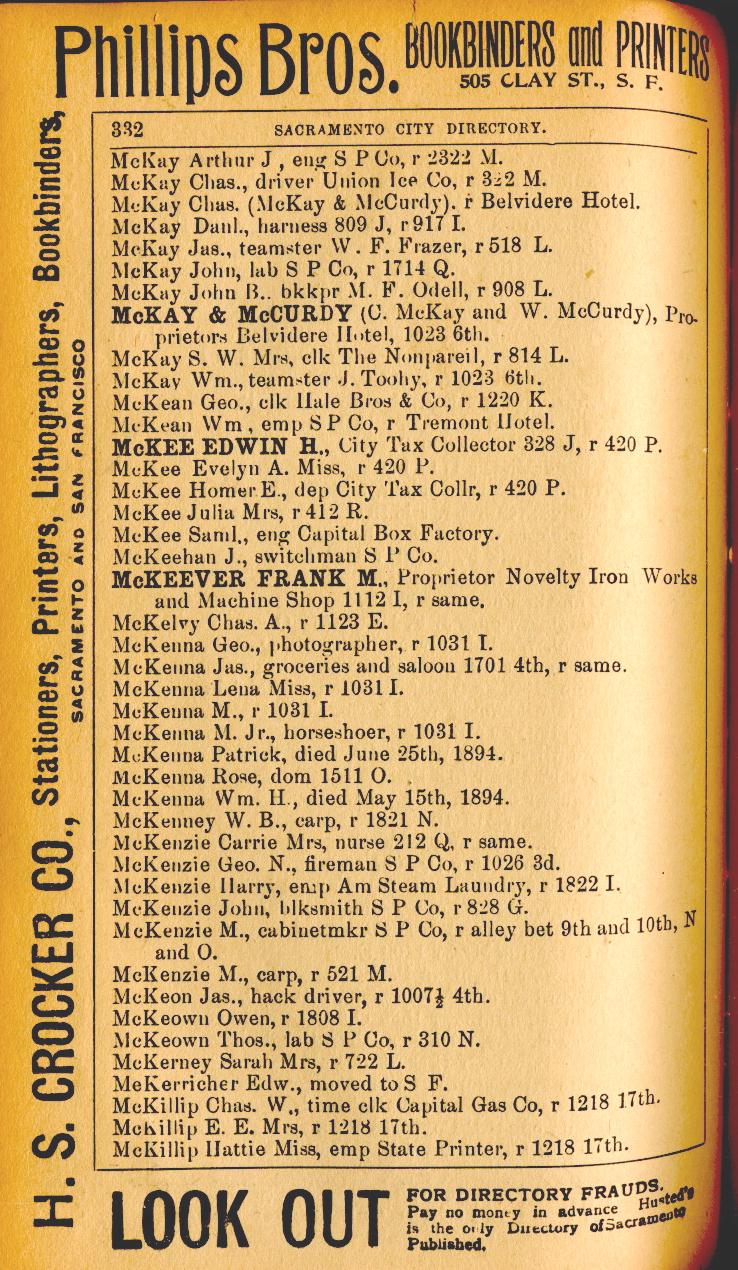 Phillips Bros. BOOKBINDERS and PRINTERS
505 CLAY ST., S. F.
H. S. CROCKER CO., Stationers, Printers, Lithographers, Bookbinders,
SACRAMENTO AND SAN FRANCISCO
332 SACRAMENTO CITY DIRECTORY.
McKay Arthur J , eng S P Co, r 2322 M.
McKay Chas., driver Union Ice Co, r 322 M.
McKay Chas. (McKay & McCurdy). r Belvidere Hotel.
McKay Danl., harness 809 J, r 917 I.
McKay Jas., teamster W. F. Frazer, r 518 L.
McKay John, lab S P Co, r 1714 Q.
McKay John B.. bkkpr M. F. Odell, r 908 L.
McKAY & McCURDY (C. McKay and W. McCurdy), Pro-
prietors Belvidere Hotel, 1023 6th.
McKay S. W. Mrs, clk The Nonpareil, r 814 L.
McKay Wm., teamster J. Toohy, r 1023 6th.
McKean Geo., clk Hale Bros & Co, r 1220 K.
McKean Wm , emp S P Co, r Tremont Hotel.
McKEE EDWIN H., City Tax Collector 328 J, r 420 P.
McKee Evelyn A. Miss, r 420 P.
McKee Homer E., dep City Tax Collr, r 420 P.
McKee Julia Mrs, r 412 R.
McKee Saml., eng Capital Box Factory.
McKeehan J., switchman S P Co.
McKEEVER FRANK M., Proprietor Novelty Iron Works
and Machine Shop 1112 I, r same.
McKelvy Chas. A., r 1123 E.
McKenna Geo., photographer, r 1031 I.
McKenna Jas., groceries and saloon 1701 4th, r same.
McKenna Lena Miss, r 1031 I.
McKenna M., r 1031 I.
McKenna M. Jr., horseshoer, r 1031 I.
McKenna Patrick, died June 25th, 1894.
McKenna Rose, dom 1511 O.
McKenna Wm. H., died May 15th, 1894.
McKenney W. B., carp, r 1821 N.
McKenzie Carrie Mrs, nurse 212 Q, r same.
McKenzie Geo. N., fireman S P Co, r 1026 3d.
McKenzie Harry, emp Am Steam Laundry, r 1822 I.
McKenzie John, blksmith S P Co, r 828 G.
McKenzie M., cabinetmkr S P Co, r alley bet 9th and 10th, N
and O.
McKenzie M., carp, r 521 M.
McKeon Jas., hack driver, r 1007½ 4th.
McKeown Owen, r 1808 I.
McKeown Thos., lab S P Co, r 310 N.
McKerney Sarah Mrs, r 722 L.
McKerricher Edw., moved to S F.
McKillip Chas. W., time clk Capital Gas Co, r 1218 17th.
McKillip E. E. Mrs, r 1218 17th.
McKillip Hattie Miss, emp State Printer, r 1218 17th.
LOOK OUT FOR DIRECTORY FRAUDS.
Pay no money in advance Husted's
is the only Directory of Sacramento
Published.